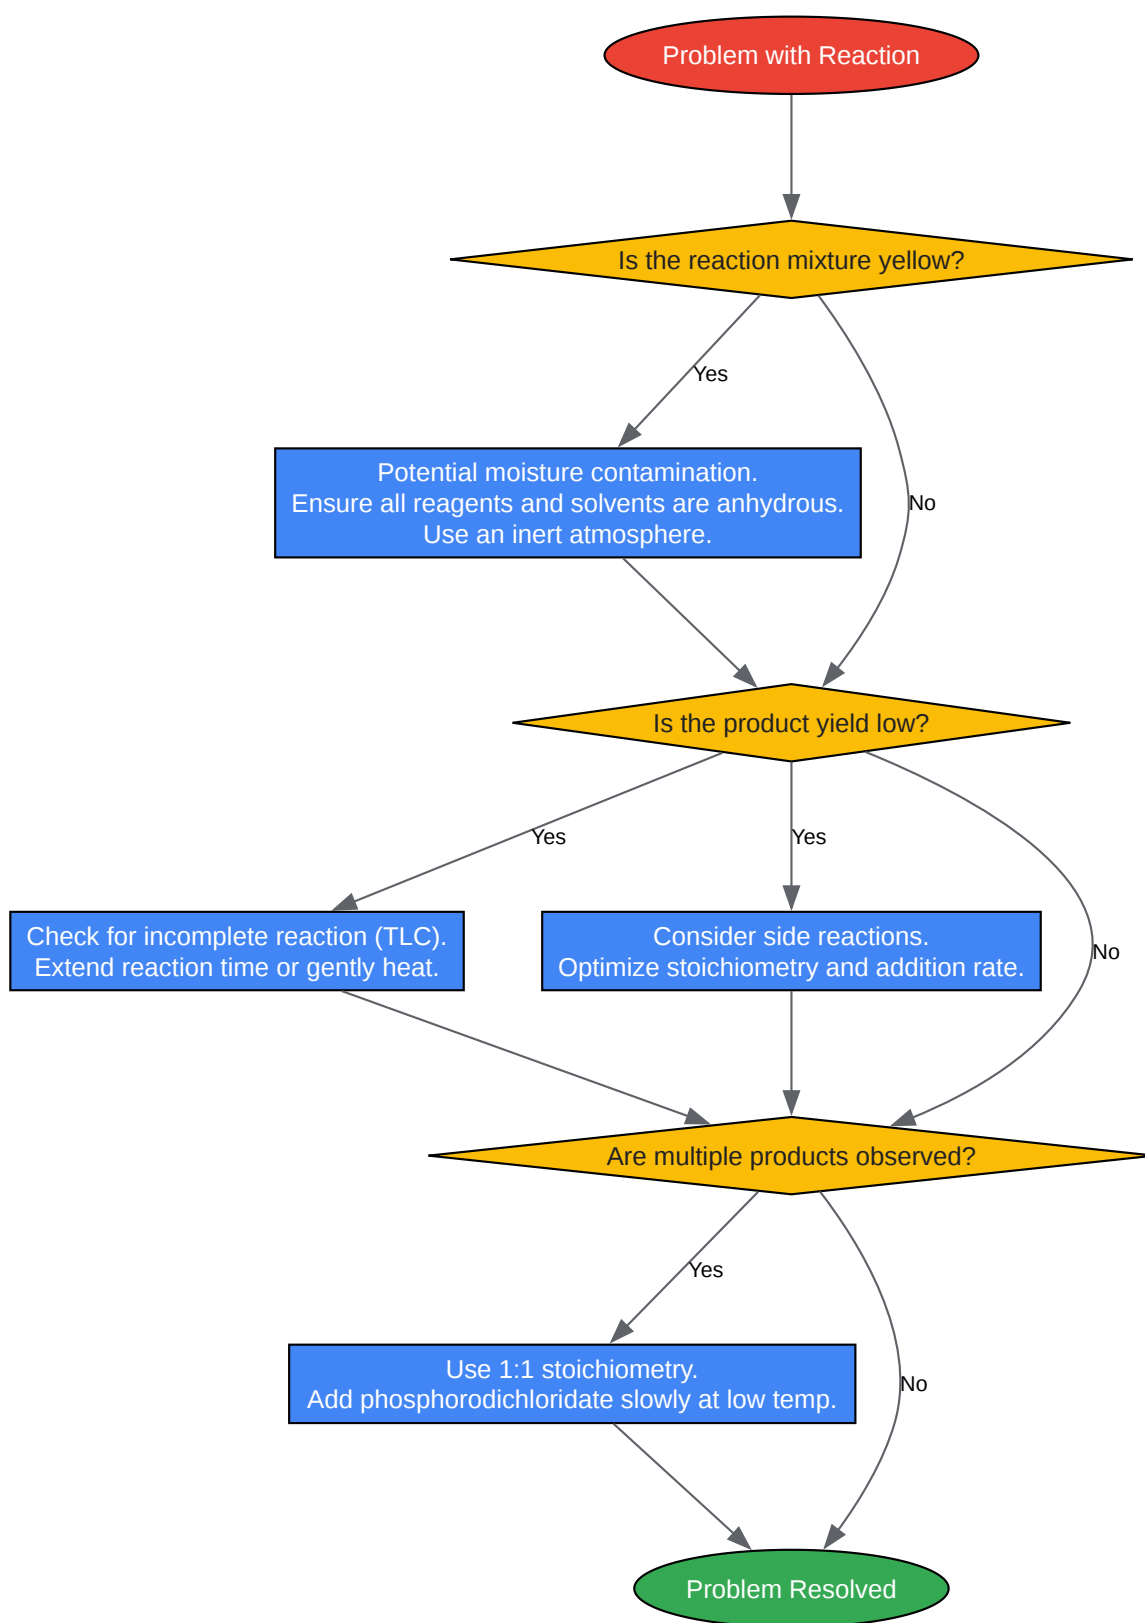 Problem with Reaction
Is the reaction mixture yellow?
Yes
Potential moisture contamination.
Ensure all reagents and solvents are anhydrous.
Use an inert atmosphere.
No
Is the product yield low?
Yes
Yes
Check for incomplete reaction (TLC).
Extend reaction time or gently heat.
Consider side reactions.
Optimize stoichiometry and addition rate.
No
Are multiple products observed?
Yes
Use 1:1 stoichiometry.
Add phosphorodichloridate slowly at low temp.
No
Problem Resolved